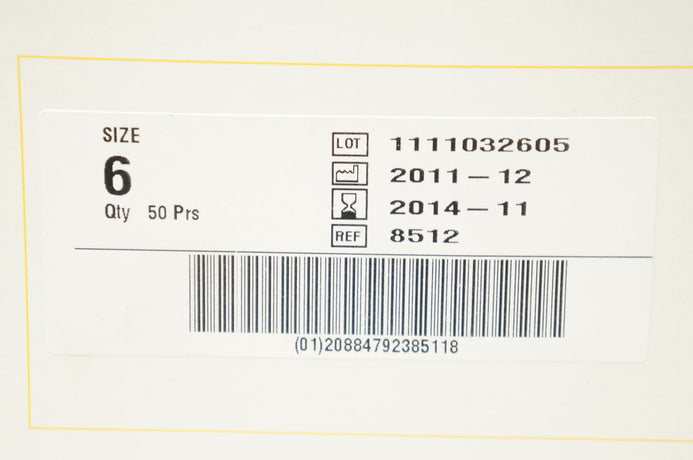 SIZE
6
Qty 50 Prs
LOT 1111032605
2011-12
2014-11
REF 8512
(01)20884792385118